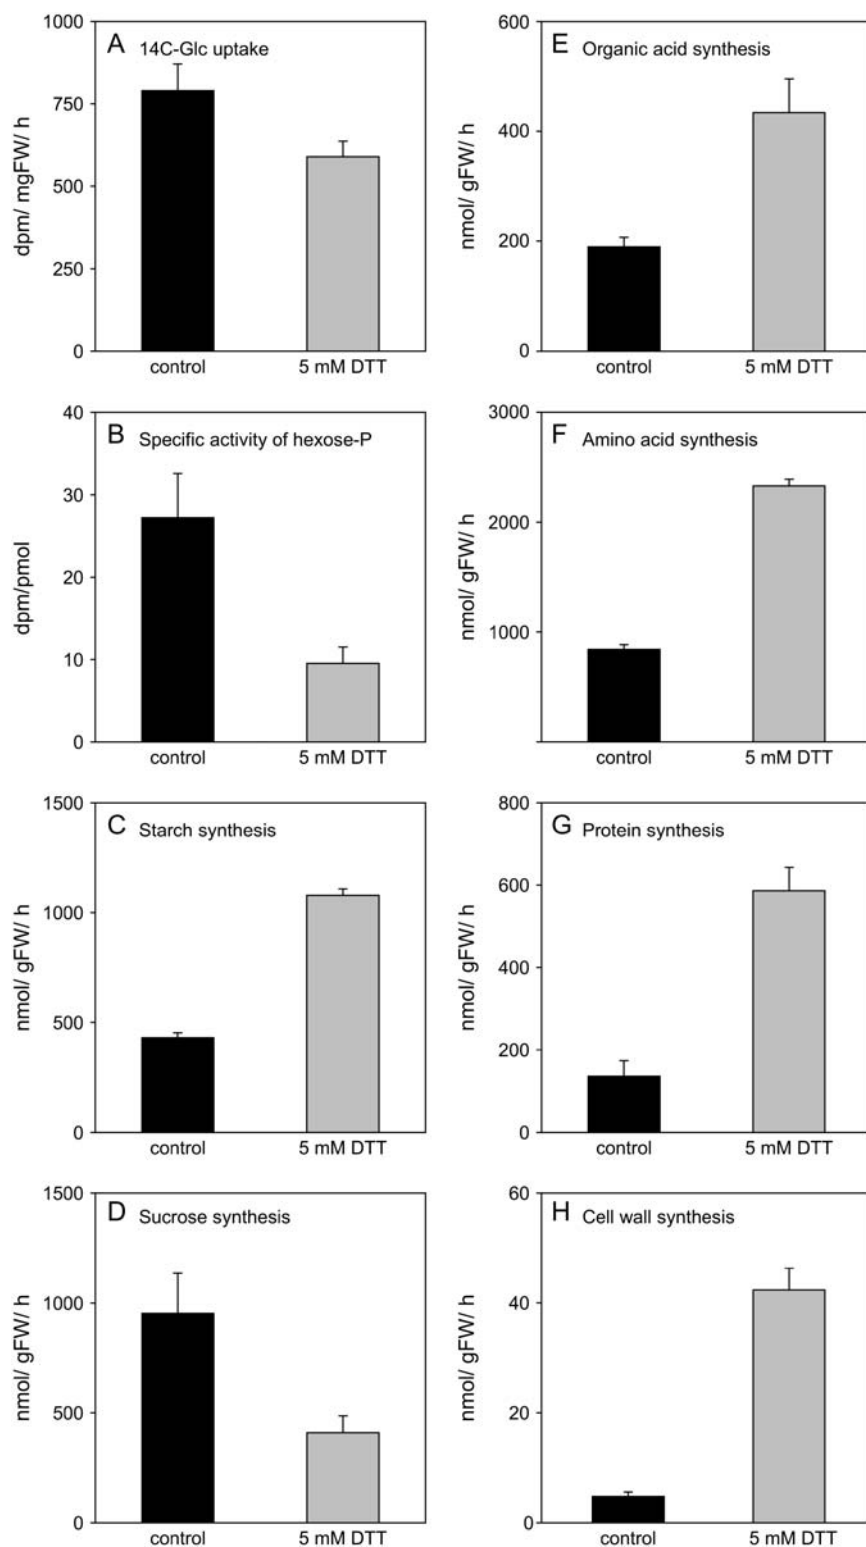 A 14C-Glc uptake
dpm/ mgFW/ h
1000
750
500
250
0
control 5 mM DTT
E Organic acid synthesis
nmol/ gFW/ h
600
400
200
0
control 5 mM DTT
B Specific activity of hexose-P
dpm/pmol
40
30
20
10
0
control 5 mM DTT
F Amino acid synthesis
nmol/ gFW/ h
3000
2000
1000
control 5 mM DTT
C Starch synthesis
nmol/ gFW/ h
1500
1000
500
0
control 5 mM DTT
G Protein synthesis
nmol/ gFW/ h
800
600
400
200
0
control 5 mM DTT
D Sucrose synthesis
nmol/ gFW/ h
1500
1000
500
0
control 5 mM DTT
H Cell wall synthesis
nmol/ gFW/ h
60
40
20
0
control 5 mM DTT